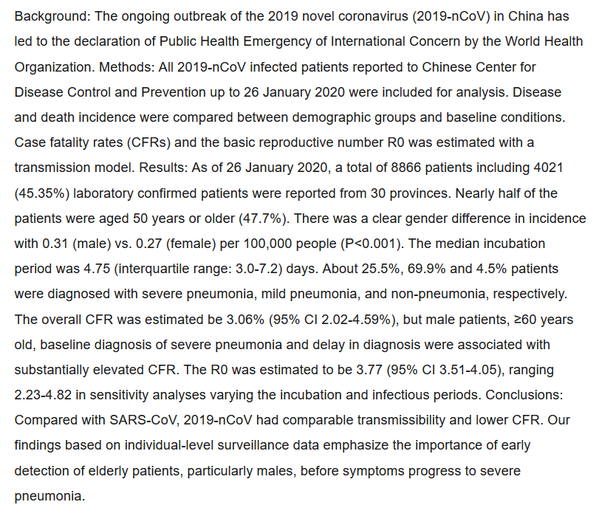 Background: The ongoing outbreak of the 2019 novel coronavirus (2019-nCoV) in China has
led to the declaration of Public Health Emergency of International Concern by the World Health
Organization. Methods: All 2019-nCoV infected patients reported to Chinese Center for
Disease Control and Prevention up to 26 January 2020 were included for analysis. Disease
and death incidence were compared between demographic groups and baseline conditions.
Case fatality rates (CFRs) and the basic reproductive number R0 was estimated with a
transmission model. Results: As of 26 January 2020, a total of 8866 patients including 4021
(45.35%) laboratory confirmed patients were reported from 30 provinces. Nearly half of the
patients were aged 50 years or older (47.7%). There was a clear gender difference in incidence
with 0.31 (male) vs. 0.27 (female) per 100,000 people (P<0.001). The median incubation
period was 4.75 (interquartile range: 3.0-7.2) days. About 25.5%, 69.9% and 4.5% patients
were diagnosed with severe pneumonia, mild pneumonia, and non-pneumonia, respectively.
The overall CFR was estimated be 3.06% (95% CI 2.02-4.59%), but male patients, ≥60 years
old, baseline diagnosis of severe pneumonia and delay in diagnosis were associated with
substantially elevated CFR. The R0 was estimated to be 3.77 (95% CI 3.51-4.05), ranging
2.23-4.82 in sensitivity analyses varying the incubation and infectious periods. Conclusions:
Compared with SARS-CoV, 2019-nCoV had comparable transmissibility and lower CFR. Our
findings based on individual-level surveillance data emphasize the importance of early
detection of elderly patients, particularly males, before symptoms progress to severe
pneumonia.